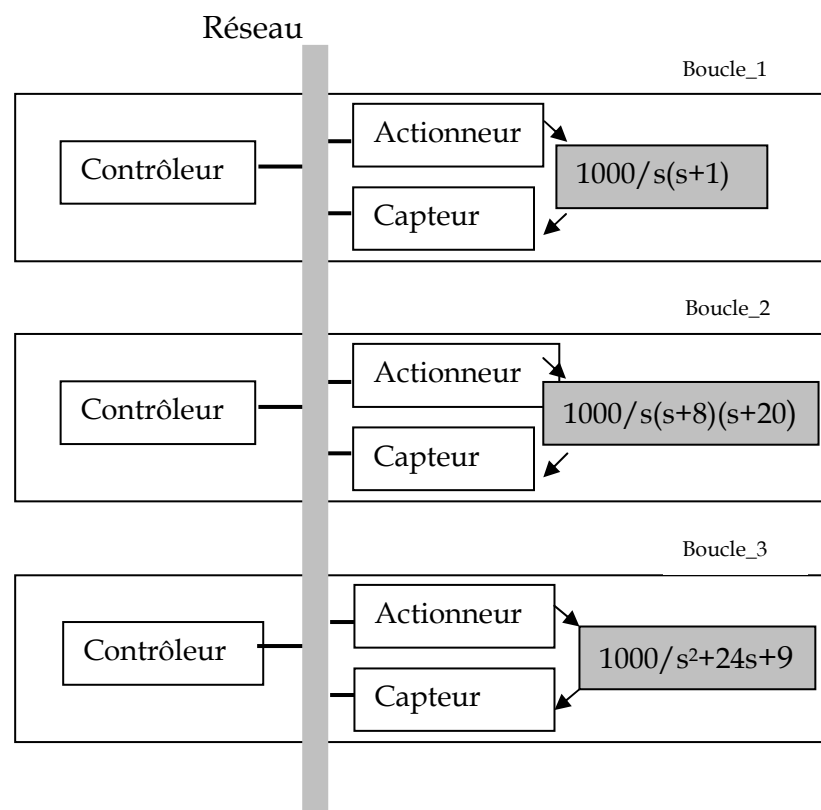 Réseau
Boucle_1
Actionneur
Contrôleur
1000/s(s+1)
Capteur
Boucle_2
Actionneur
Contrôleur
1000/s(s+8)(s+20)
Capteur
Boucle_3
Actionneur
Contrôleur
1000/s²+24s+9
Capteur